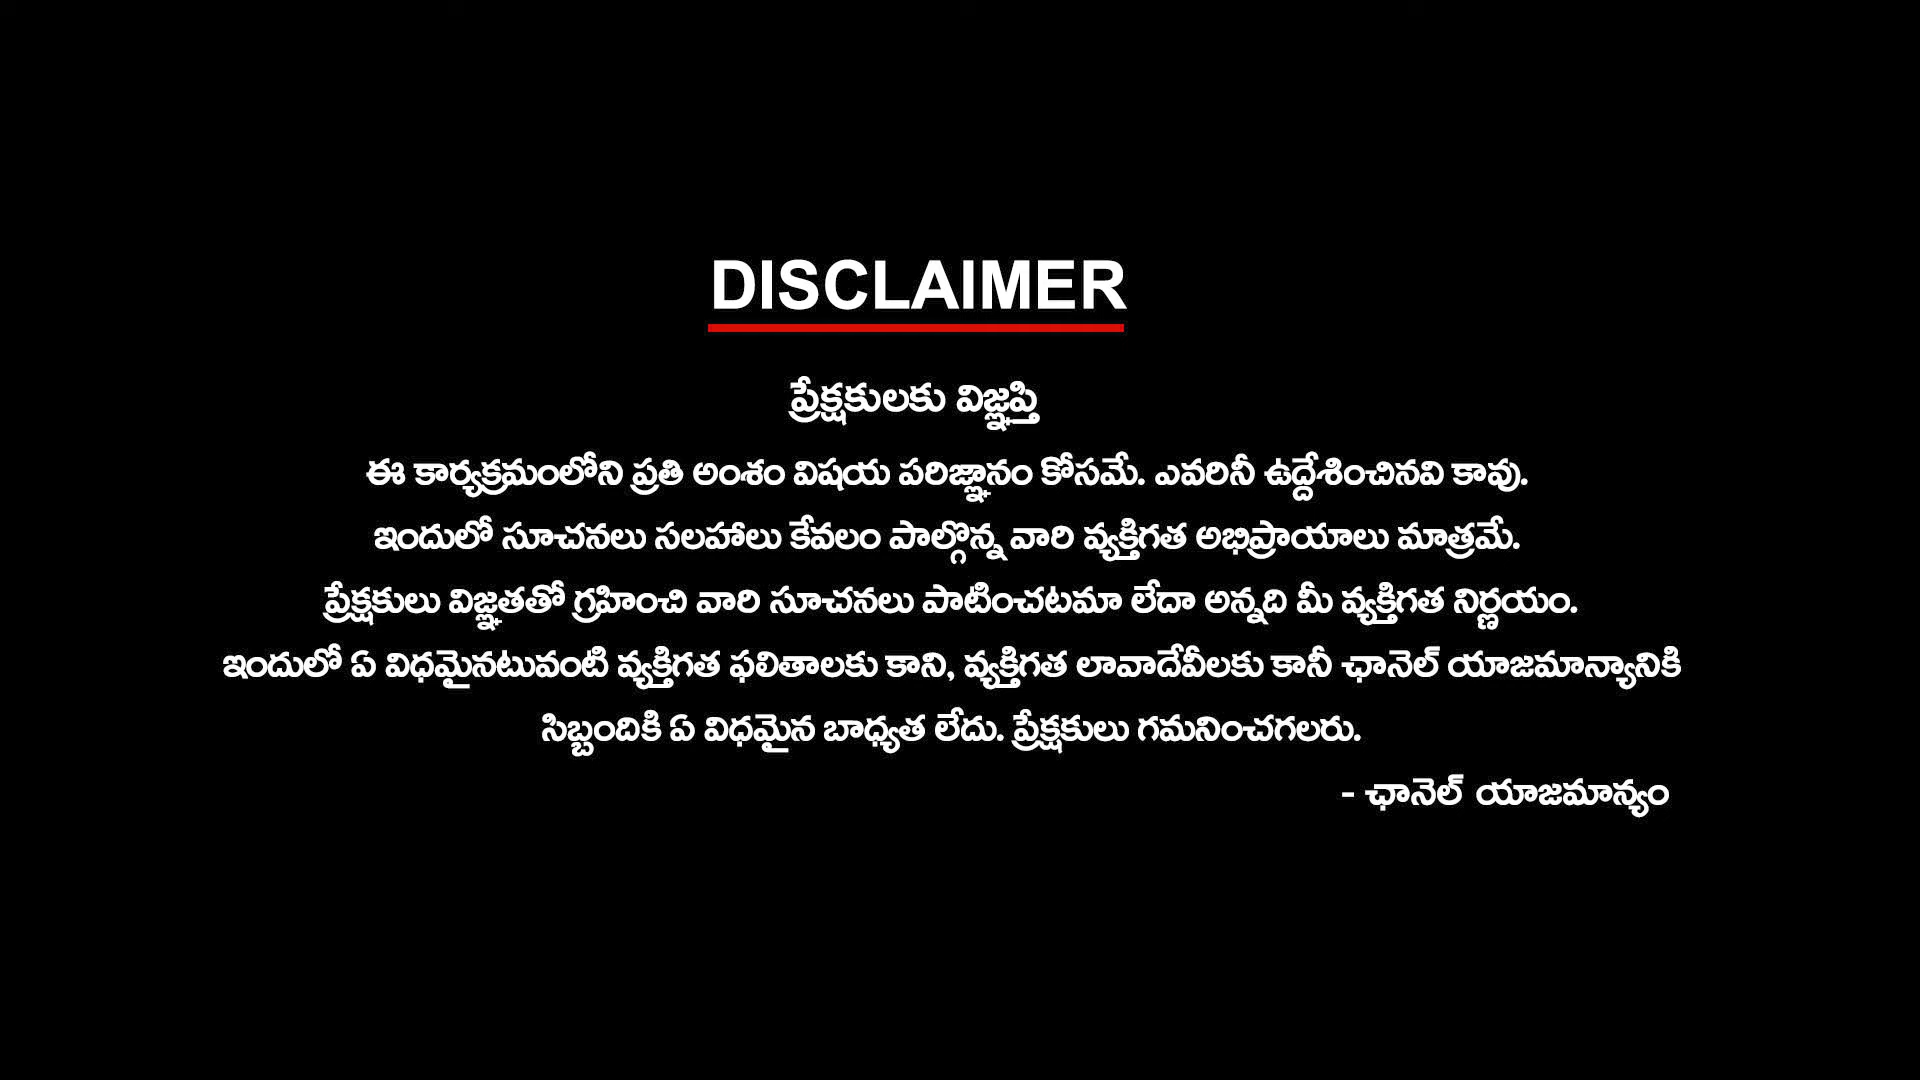 DISCLAIMER
ప్రేక్షకులకు విజ్ఞప్తి
ఈ కార్యక్రమంలోని ప్రతి అంశం విషయ పరిజ్ఞానం కోసమే. ఎవరినీ ఉద్దేశించినవి కావు.
ఇందులో సూచనలు సలహాలు కేవలం పాల్గొన్న వారి వ్యక్తిగత అభిప్రాయాలు మాత్రమే.
ప్రేక్షకులు విజ్ఞతతో గ్రహించి వారి సూచనలు పాటించటమా లేదా అన్నది మీ వ్యక్తిగత నిర్ణయం.
ఇందులో ఏ విధమైనటువంటి వ్యక్తిగత ఫలితాలకు కాని, వ్యక్తిగత లావాదేవీలకు కానీ ఛానెల్ యాజమాన్యానికి
సిబ్బందికి ఏ విధమైన బాధ్యత లేదు. ప్రేక్షకులు గమనించగలరు.
- ఛానెల్ యాజమాన్యం